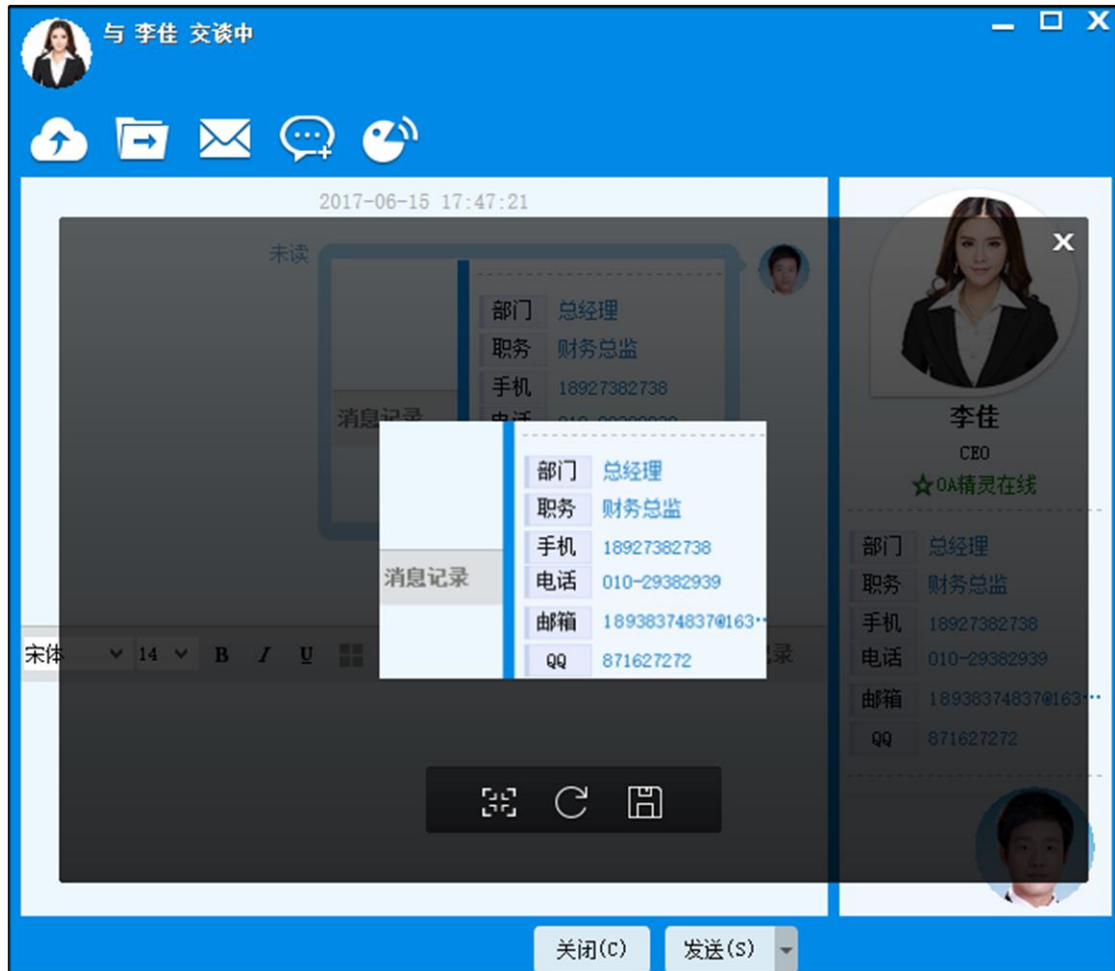 与 李佳 交谈中
2017-06-15 17:47:21
未读
部门 总经理
职务 财务总监
手机 18927382738
消息记录
电话 010-29382939
部门 总经理
职务 财务总监
手机 18927382738
消息记录
电话 010-29382939
邮箱 18938374837@163…
QQ 871627272
宋体 14 B I U
录
李佳
CEO
OA精灵在线
部门 总经理
职务 财务总监
手机 18927382738
电话 010-29382939
邮箱 18938374837@163…
QQ 871627272
关闭(C) 发送(S)